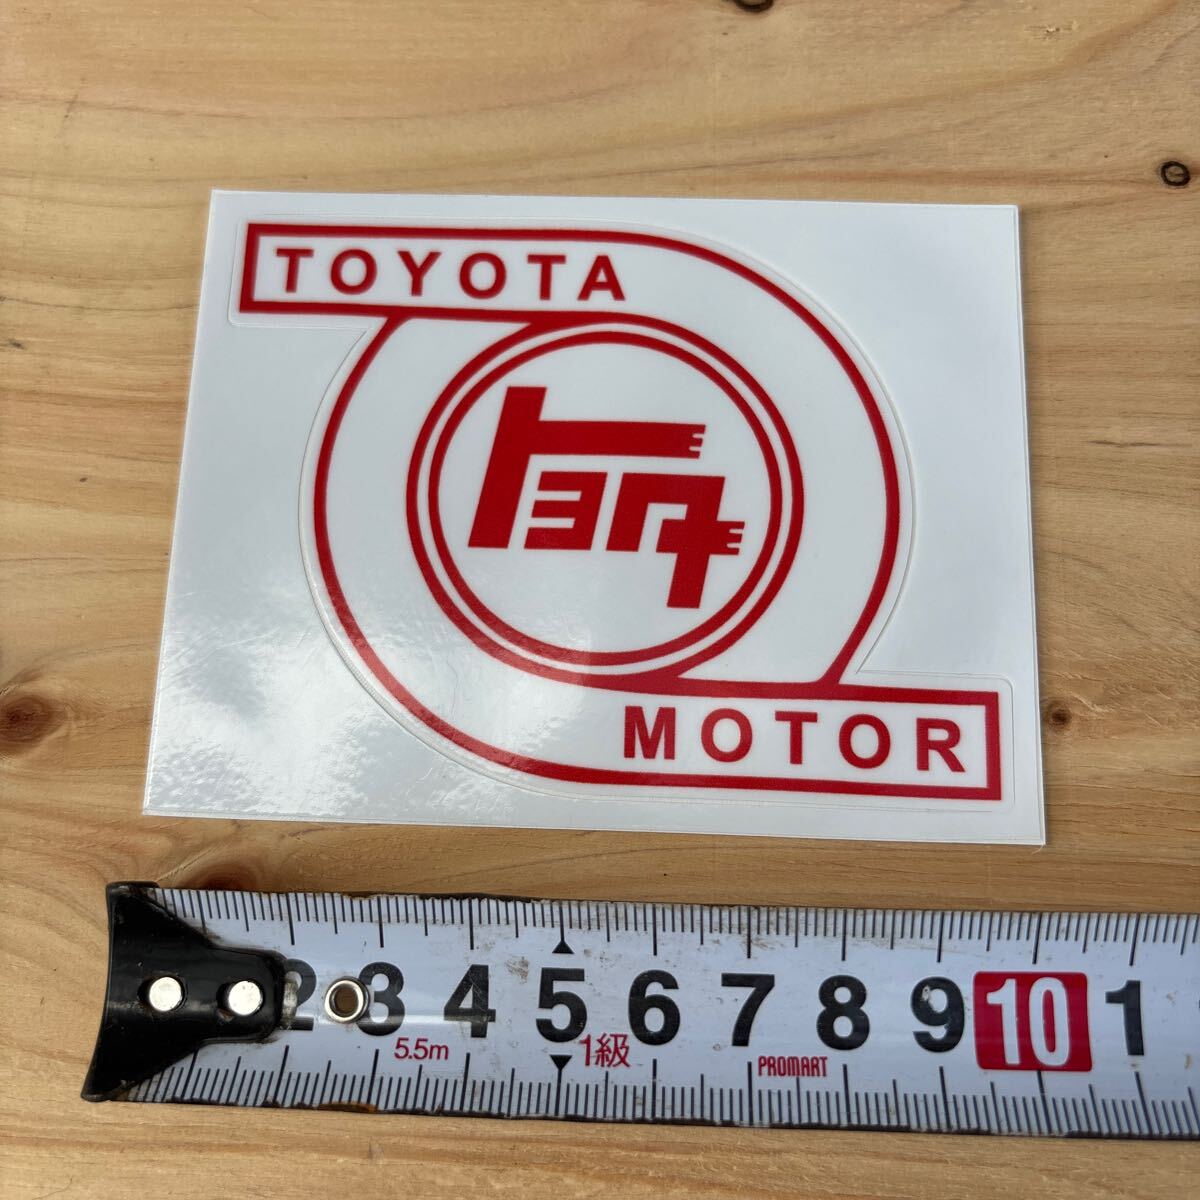 TOYOTA
トヨタ
MOTOR
2 3 4 5 6 7 8 9 10 1
5.5m 1級 PROMART